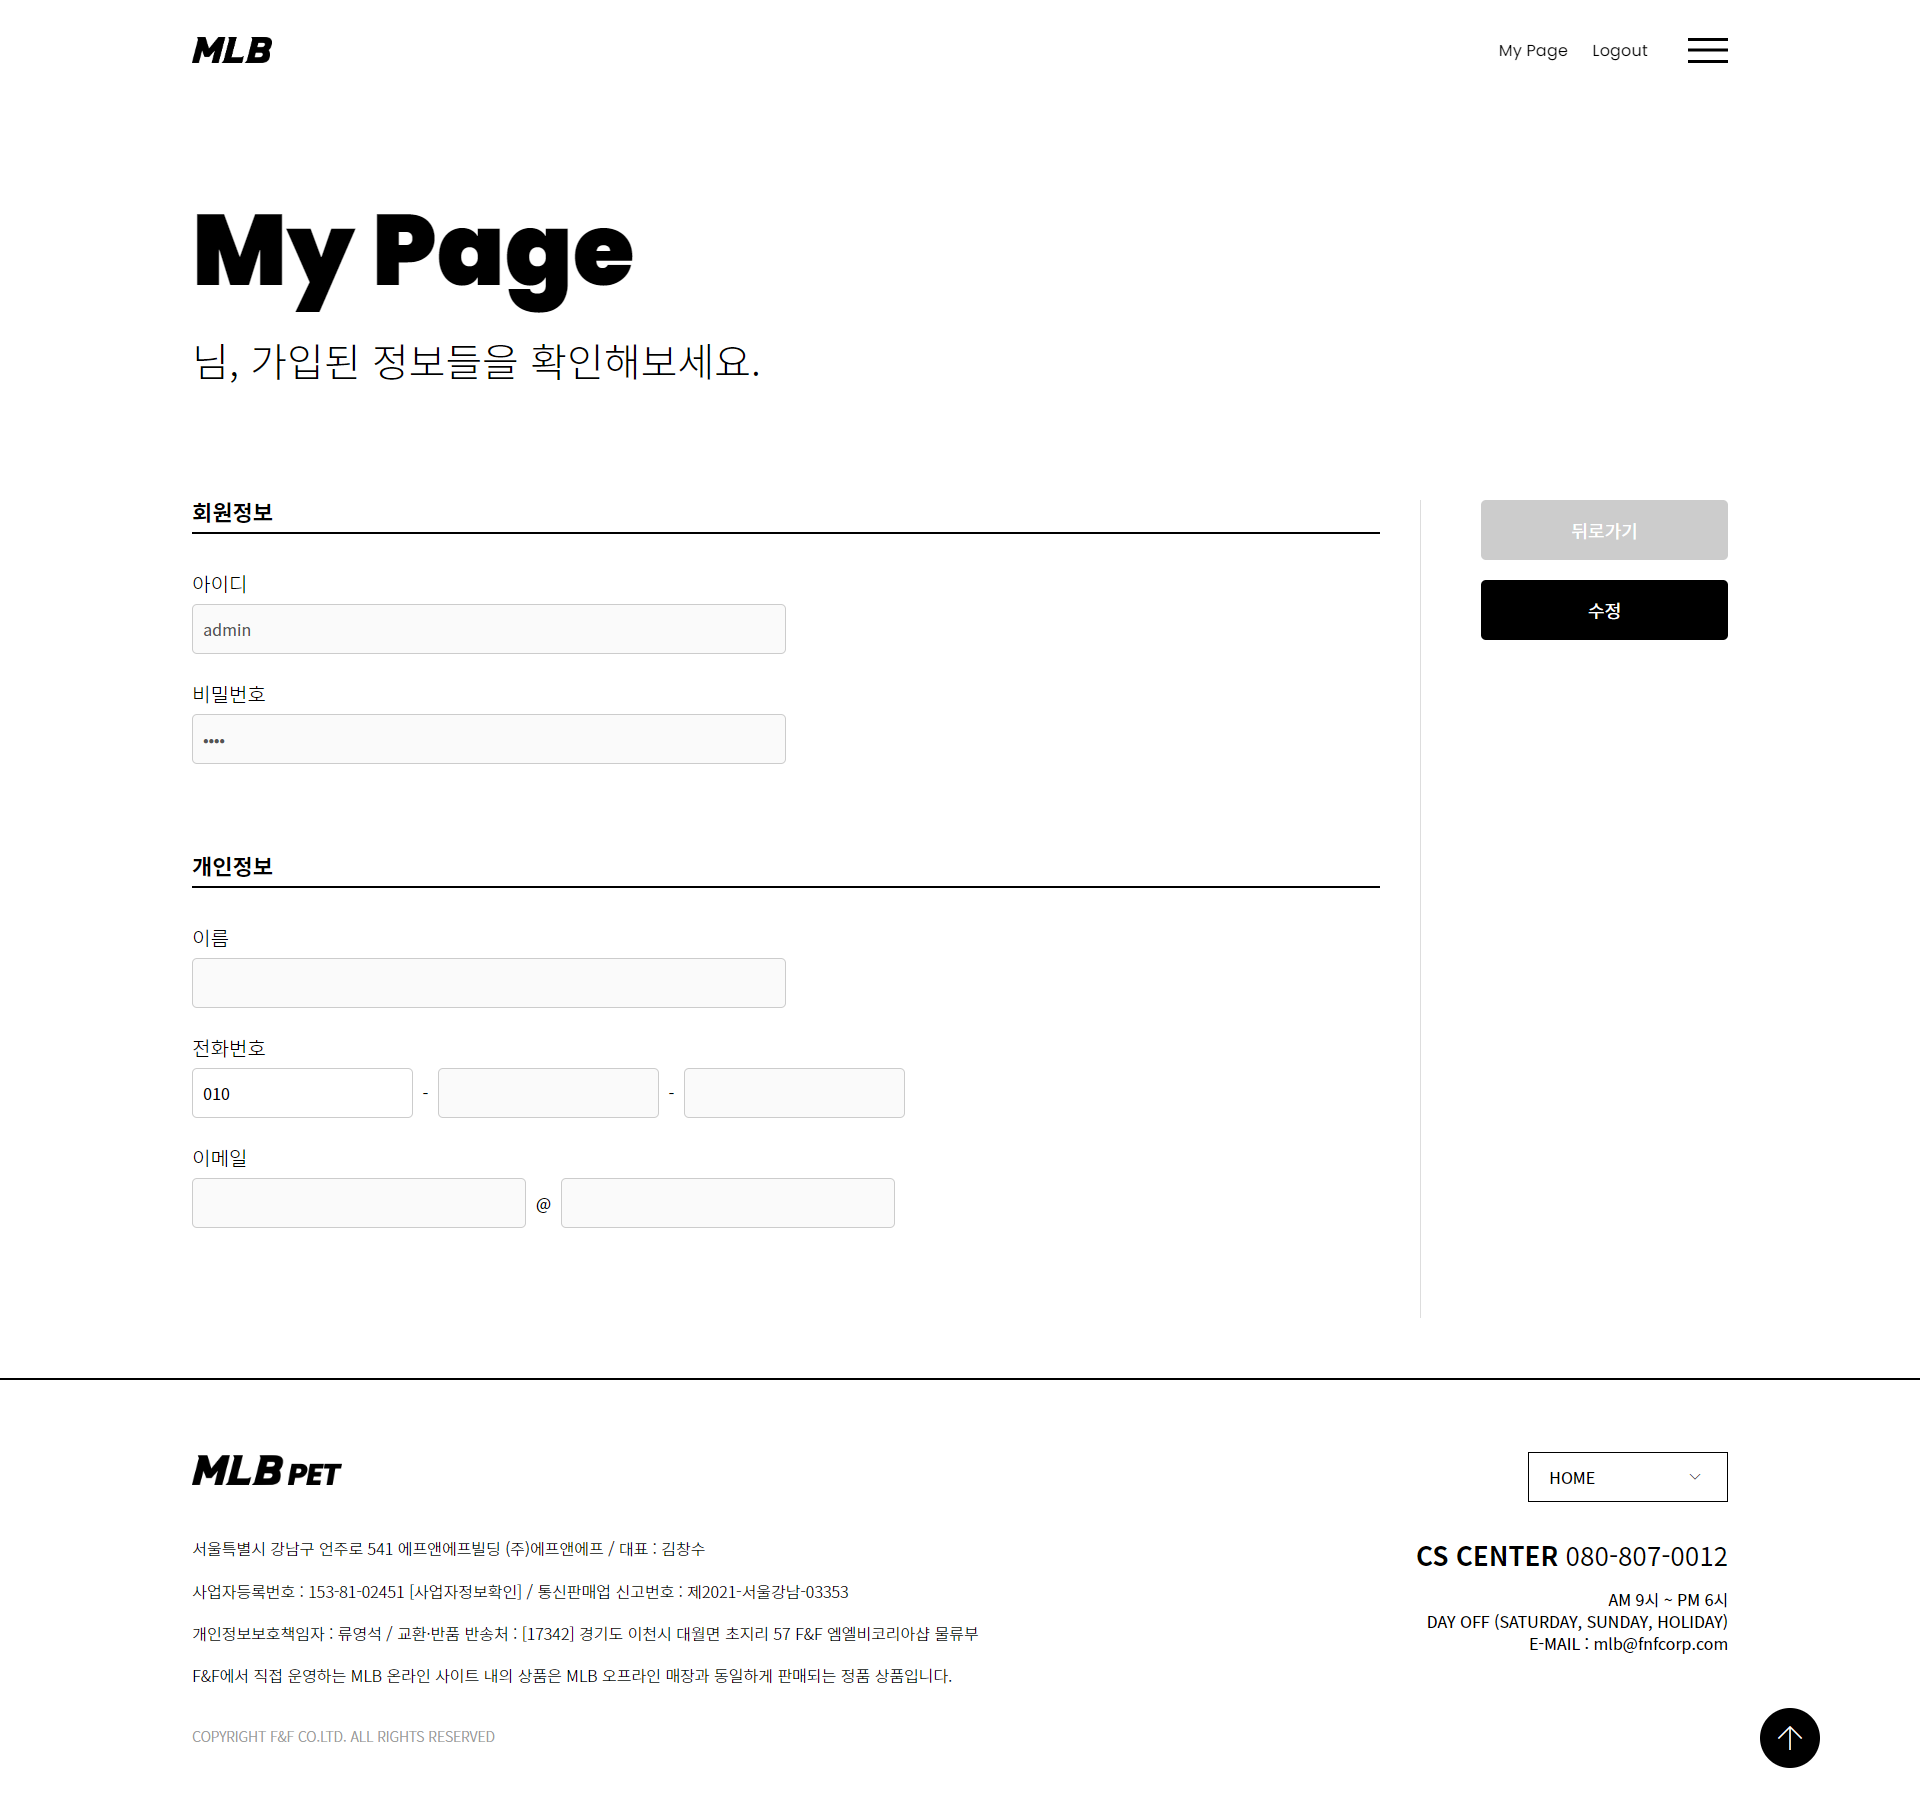 MLB
My Page Logout
My Page
님, 가입된 정보들을 확인해보세요.
회원정보
뒤로가기
수정
아이디
admin
비밀번호
••••
개인정보
이름
전화번호
010 - -
이메일
@
MLB PET
HOME
서울특별시 강남구 언주로 541 에프앤에프빌딩 (주)에프앤에프 / 대표 : 김창수
사업자등록번호 : 153-81-02451 [사업자정보확인] / 통신판매업 신고번호 : 제2021-서울강남-03353
개인정보보호책임자 : 류영석 / 교환·반품 반송처 : [17342] 경기도 이천시 대월면 초지리 57 F&F 엠엘비코리아샵 물류부
F&F에서 직접 운영하는 MLB 온라인 사이트 내의 상품은 MLB 오프라인 매장과 동일하게 판매되는 정품 상품입니다.
COPYRIGHT F&F CO.LTD. ALL RIGHTS RESERVED
CS CENTER 080-807-0012
AM 9시 ~ PM 6시
DAY OFF (SATURDAY, SUNDAY, HOLIDAY)
E-MAIL : mlb@fnfcorp.com